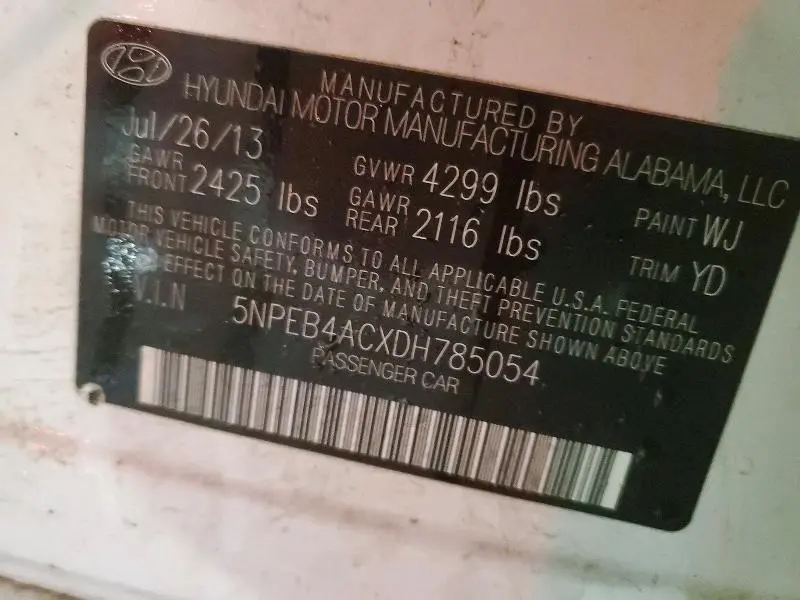 MANUFACTURED BY
HYUNDAI MOTOR MANUFACTURING ALABAMA, LLC
Jul/26/13 GVWR 4299 lbs PAINT WJ
GAWR FRONT 2425 lbs GAWR REAR 2116 lbs TRIM YD
THIS VEHICLE CONFORMS TO ALL APPLICABLE U.S.A. FEDERAL
MOTOR VEHICLE SAFETY, BUMPER, AND THEFT PREVENTION STANDARDS
IN EFFECT ON THE DATE OF MANUFACTURE SHOWN ABOVE
V.I.N 5NPEB4ACXDH785054
PASSENGER CAR